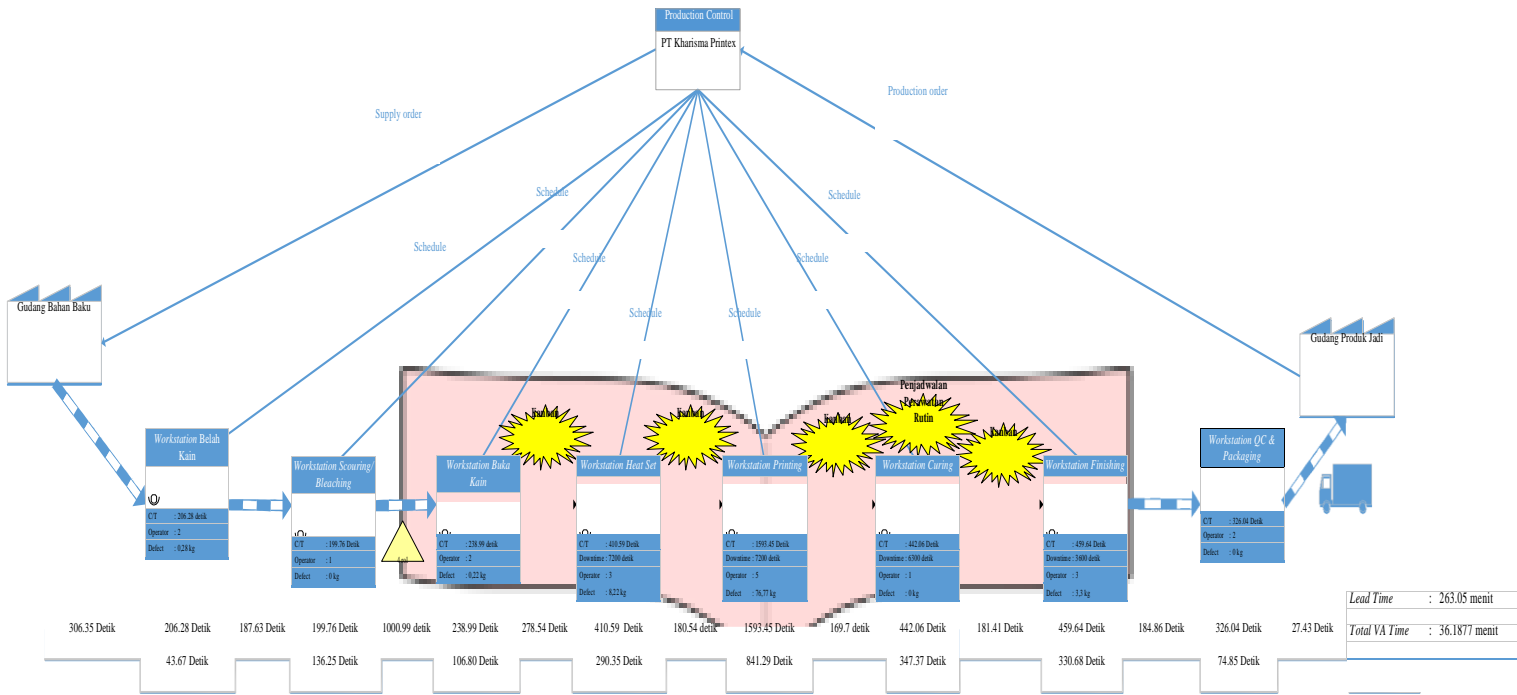 Production Control
PT Kharisma Printex
Supply order
Production order
Schedule
Schedule
Schedule
Schedule
Schedule
Schedule
Schedule
Gudang Bahan Baku
Gudang Produk Jadi
Kanban
Kanban
Kanban
Penjadwalan
Perawatan
Rutin
Kanban
Workstation Belah
Kain
C/T : 206.28 detik
Operator : 2
Defect : 0,28 kg
Workstation Scouring/
Bleaching
C/T : 199.76 Detik
Operator : 1
Defect : 0 kg
Workstation Buka
Kain
C/T : 238.99 detik
Operator : 2
Defect : 0,22 kg
Workstation Heat Set
C/T : 410.59 Detik
Downtime : 7200 detik
Operator : 3
Defect : 8,22 kg
Workstation Printing
C/T : 1593.45 Detik
Downtime : 7200 detik
Operator : 5
Defect : 76,77 kg
Workstation Curing
C/T : 442.06 Detik
Downtime : 6300 detik
Operator : 1
Defect : 0 kg
Workstation Finishing
C/T : 459.64 Detik
Downtime : 3600 detik
Operator : 3
Defect : 3,3 kg
Workstation QC &
Packaging
C/T : 326.04 Detik
Operator : 2
Defect : 0 kg
306.35 Detik 206.28 Detik 187.63 Detik 199.76 Detik 1000.99 detik 238.99 Detik 278.54 Detik 410.59 Detik 180.54 detik 1593.45 Detik 169.7 detik 442.06 Detik 181.41 Detik 459.64 Detik 184.86 Detik 326.04 Detik 27.43 Detik
43.67 Detik 136.25 Detik 106.80 Detik 290.35 Detik 841.29 Detik 347.37 Detik 330.68 Detik 74.85 Detik
Lead Time : 263.05 menit
Total VA Time : 36.1877 menit